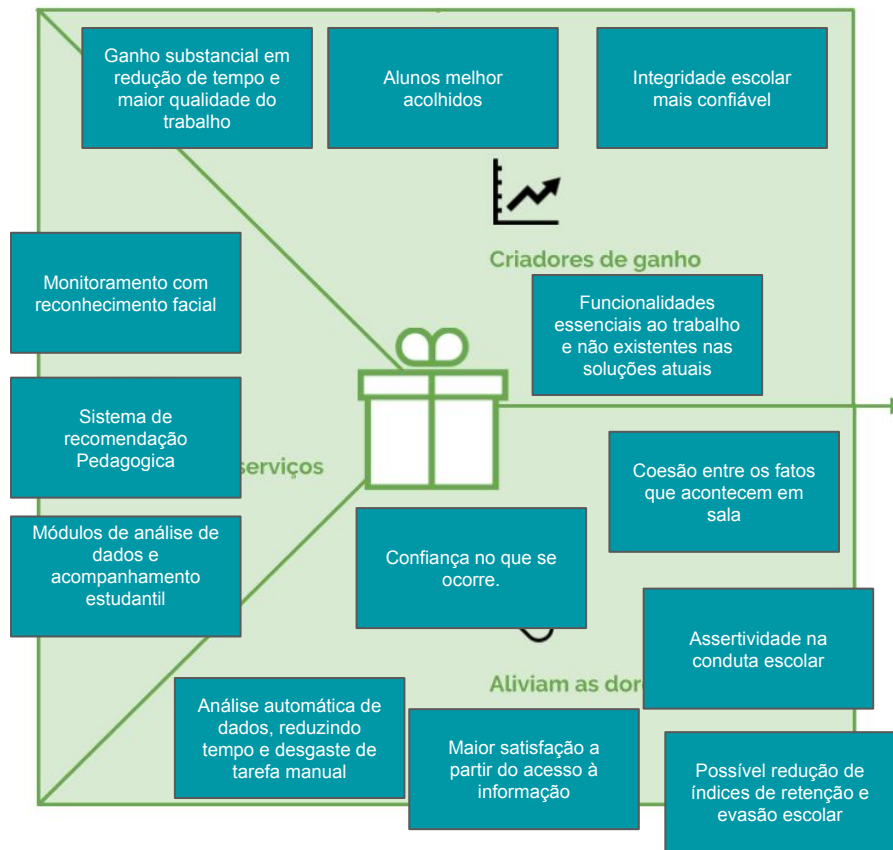 Ganho substancial em
redução de tempo e
maior qualidade do
trabalho
Alunos melhor
acolhidos
Integridade escolar
mais confiável
Criadores de ganho
Monitoramento com
reconhecimento facial
Funcionalidades
essenciais ao trabalho
e não existentes nas
soluções atuais
Sistema de
recomendação
Pedagogica
serviços
Coesão entre os fatos
que acontecem em
sala
Módulos de análise de
dados e
acompanhamento
estudantil
Confiança no que se
ocorre.
Assertividade na
conduta escolar
Aliviam as
Análise automática de
dados, reduzindo
tempo e desgaste de
tarefa manual
Maior satisfação a
partir do acesso à
informação
Possível redução de
índices de retenção e
evasão escolar